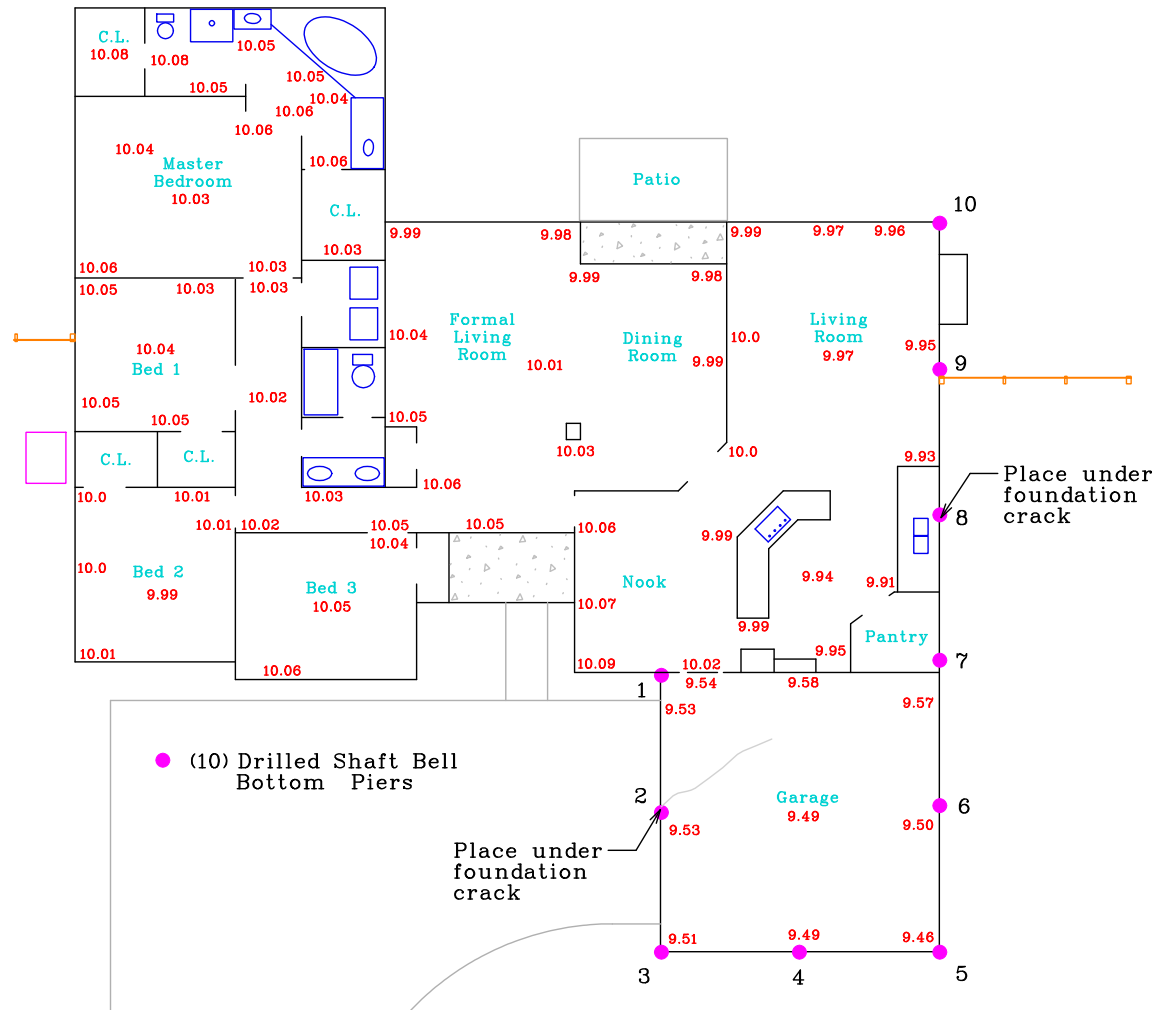 C.L.
10.08
10.08
10.05
10.05
10.05
10.04
10.06
10.06
10.04
Master
Bedroom
10.03
10.06
C.L.
10.03
Patio
10
9.99
9.98
9.99
9.97
9.96
10.06
10.03
9.99
9.98
10.05
10.03
10.03
Formal
Living
Room
Dining
Room
Living
Room
9.97
10.04
10.0
9.95
10.04
Bed 1
10.01
9.99
9
10.05
10.02
10.05
10.05
10.03
10.0
9.93
C.L.
C.L.
10.06
Place under
foundation
crack
10.0
10.01
10.03
8
10.01
10.02
10.05
10.05
10.06
9.99
10.04
10.0
Bed 2
9.99
Bed 3
10.05
Nook
9.94
9.91
10.07
9.99
Pantry
10.01
10.06
10.09
10.02
9.95
7
1
9.54
9.58
9.53
9.57
(10) Drilled Shaft Bell
Bottom Piers
2
Garage
9.49
6
9.53
9.50
Place under
foundation
crack
9.51
9.49
9.46
3
4
5